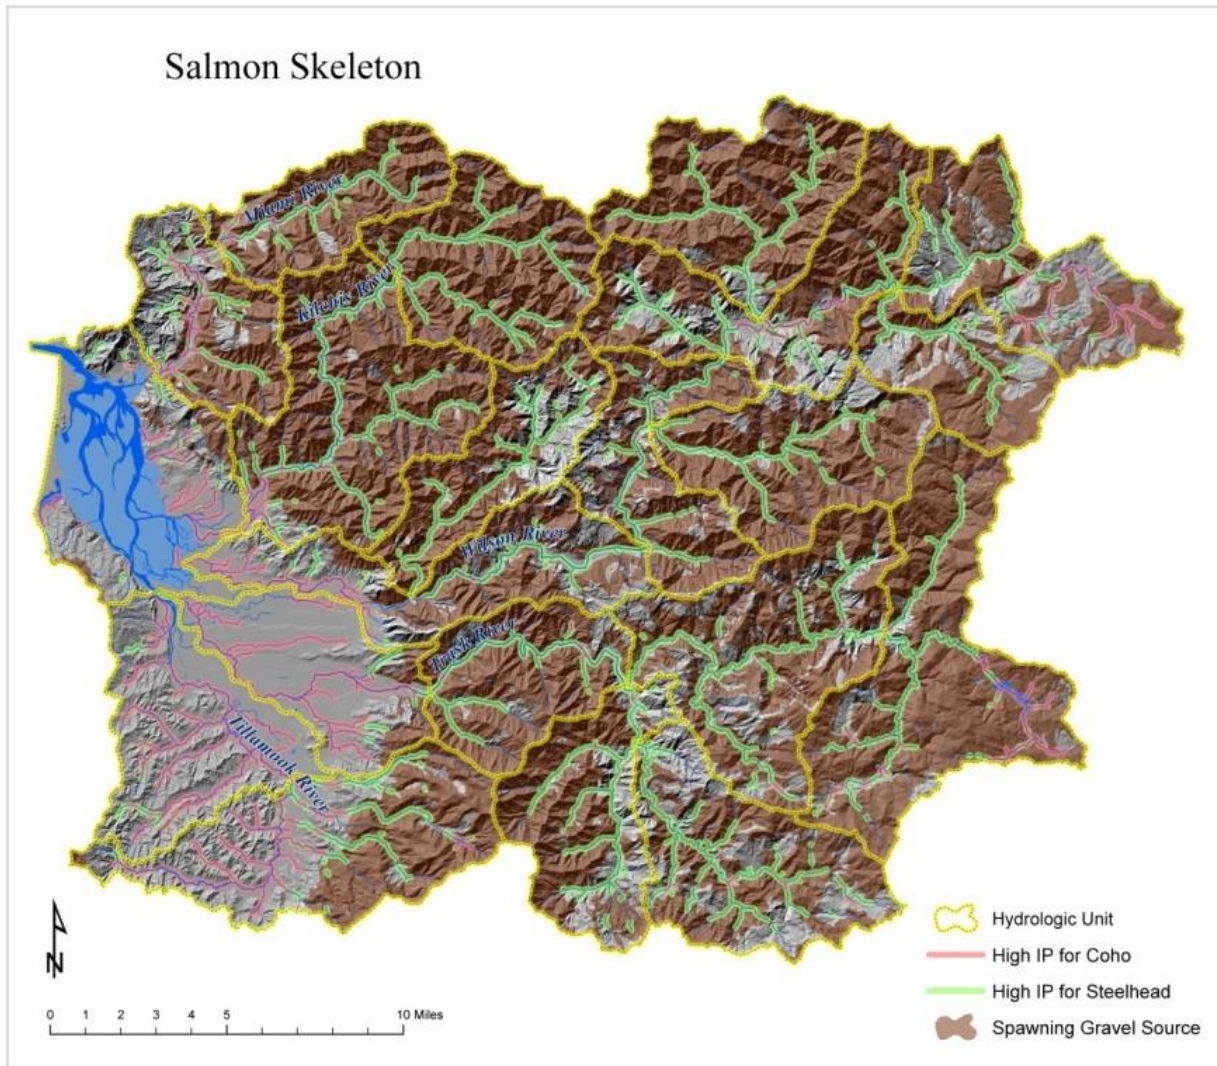 Salmon Skeleton
Miami River
Kilchis River
Wilson River
Trask River
Tillamook River
N
0 1 2 3 4 5 10 Miles
Hydrologic Unit
High IP for Coho
High IP for Steelhead
Spawning Gravel Source